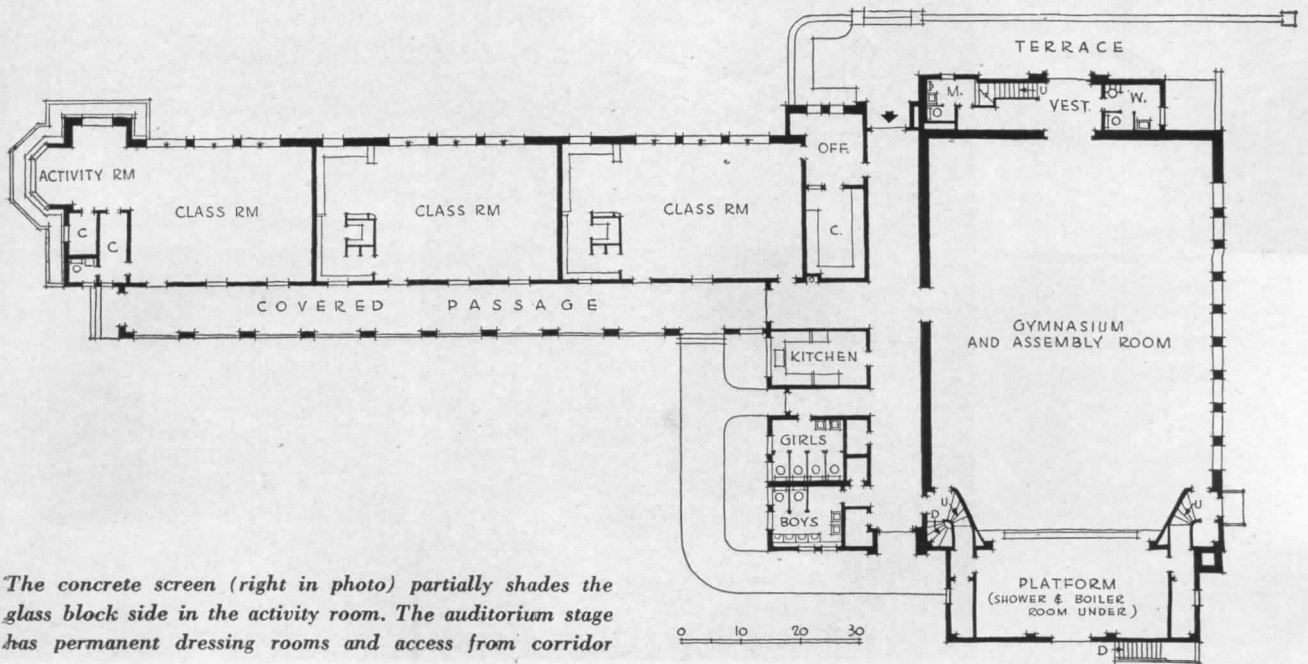 TERRACE
M.
U
VEST.
W.
OFF.
ACTIVITY RM
CLASS RM
CLASS RM
CLASS RM
C
C
C.
COVERED PASSAGE
GYMNASIUM
AND ASSEMBLY ROOM
KITCHEN
GIRLS
BOYS
U
D
U
PLATFORM
(SHOWER & BOILER
ROOM UNDER)
D
0 10 20 30
The concrete screen (right in photo) partially shades the
glass block side in the activity room. The auditorium stage
has permanent dressing rooms and access from corridor